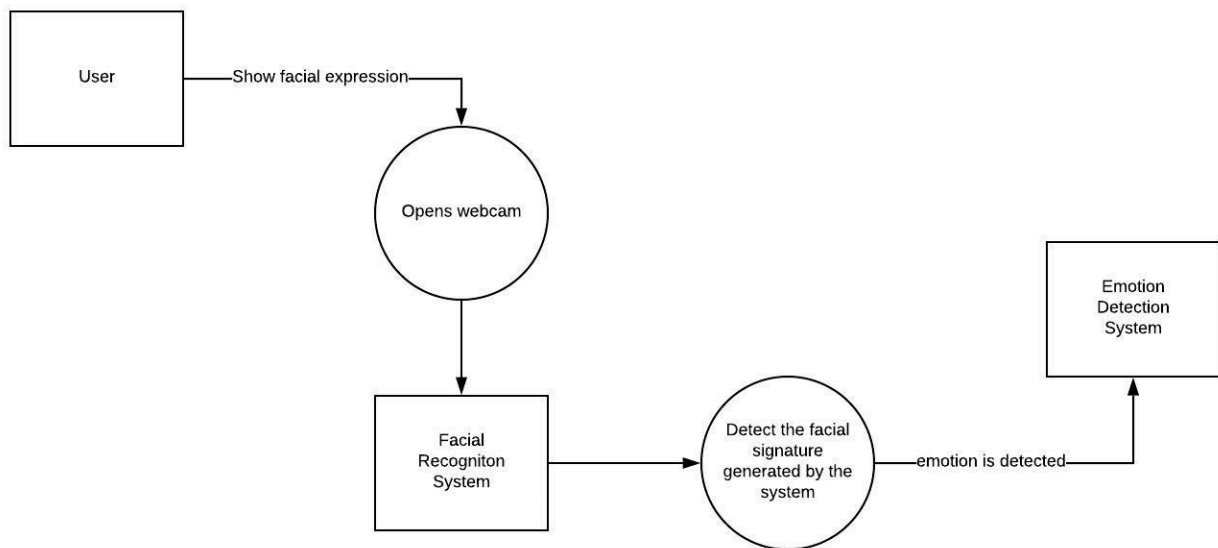 User
Show facial expression
Opens webcam
Emotion
Detection
System
Facial
Recogniton
System
Detect the facial
signature
generated by the
system
emotion is detected